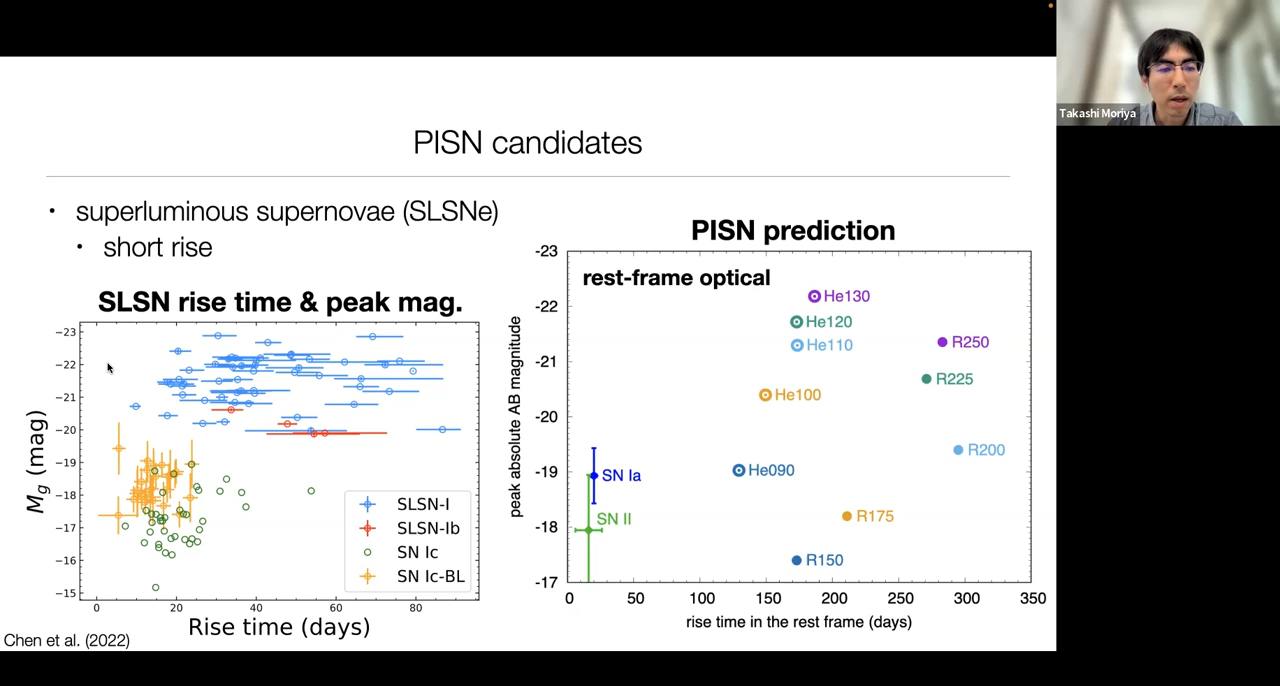 Takashi Moriya
PISN candidates
• superluminous supernovae (SLSNe)
• short rise
SLSN rise time & peak mag.
−23
−22
−21
−20
−19
−18
−17
−16
−15
0 20 40 60 80
Mg (mag)
Rise time (days)
SLSN-I
SLSN-Ib
SN Ic
SN Ic-BL
Chen et al. (2022)
PISN prediction
rest-frame optical
-23
-22
-21
-20
-19
-18
-17
0 50 100 150 200 250 300 350
peak absolute AB magnitude
rise time in the rest frame (days)
He130
He120
He110
R250
R225
He100
R200
He090
SN Ia
R175
SN II
R150